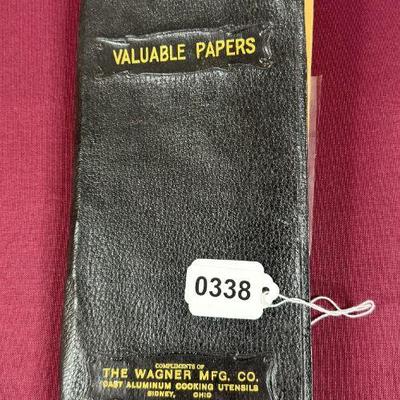 VALUABLE PAPERS
0338
COMPLIMENTS OF
THE WAGNER MFG. CO.
CAST ALUMINUM COOKING UTENSILS
SIDNEY, OHIO